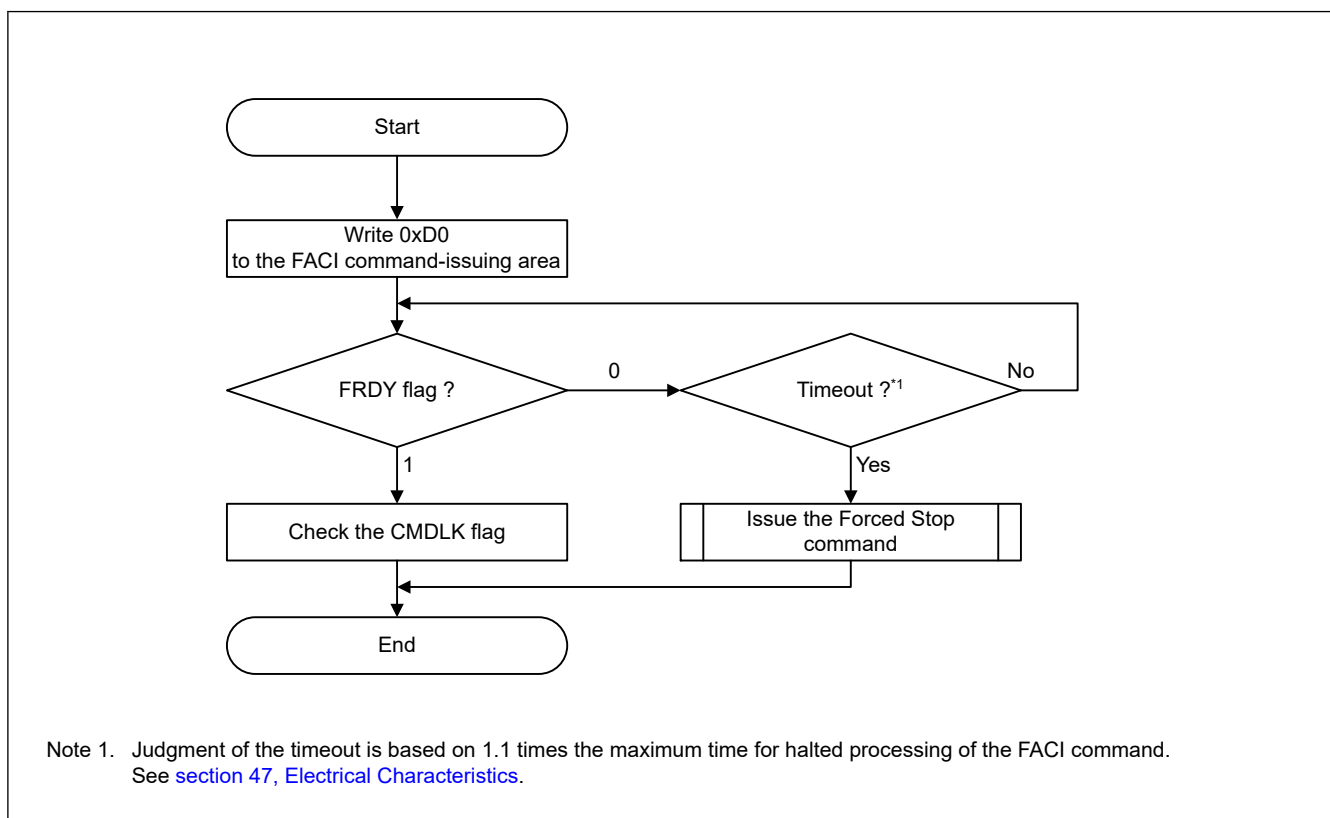 Start
Write 0xD0
to the FACI command-issuing area
FRDY flag ?
0
Timeout ?*1
No
1
Yes
Check the CMDLK flag
Issue the Forced Stop
command
End
Note 1. Judgment of the timeout is based on 1.1 times the maximum time for halted processing of the FACI command.
See section 47, Electrical Characteristics.